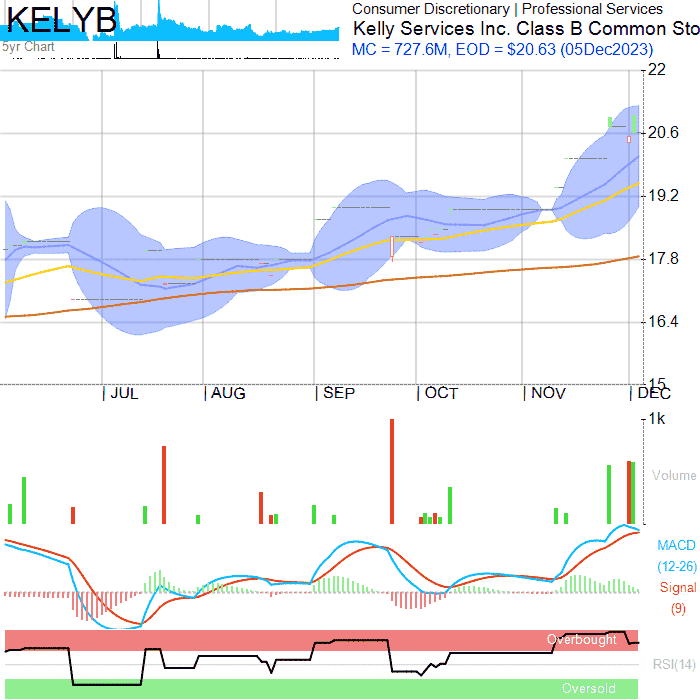 KELYB
5yr Chart
Consumer Discretionary | Professional Services
Kelly Services Inc. Class B Common Sto
MC = 727.6M, EOD = $20.63 (05Dec2023)
22
20.6
19.2
17.8
16.4
15
JUL AUG SEP OCT NOV DEC
1k
Volume
MACD
(12-26)
Signal
(9)
Overbought
RSI(14)
Oversold